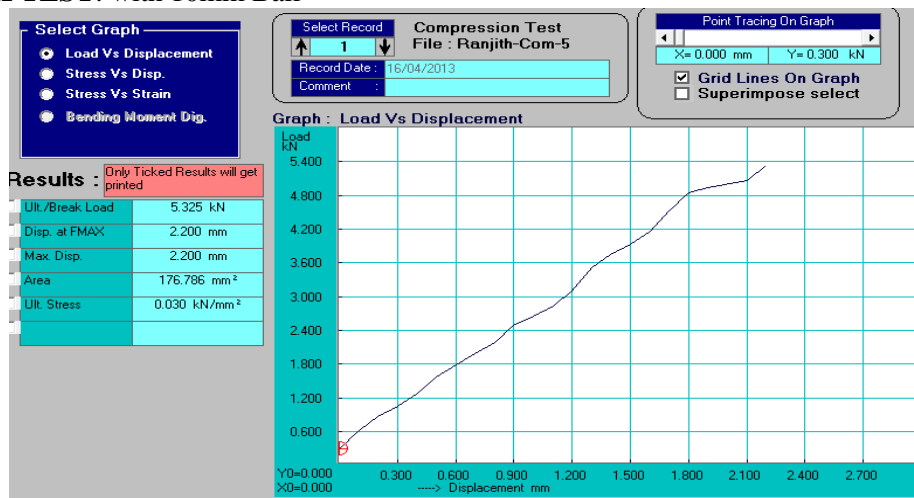 TEST: with 10mm Ball
Select Graph
Load Vs Displacement
Stress Vs Disp.
Stress Vs Strain
Bending Moment Dig.
Select Record
1
Compression Test
File : Ranjith-Com-5
Record Date : 16/04/2013
Comment :
Point Tracing On Graph
X= 0.000 mm Y= 0.300 kN
Grid Lines On Graph
Superimpose select
Results :
Only Ticked Results will get
printed
Ult./Break Load 5.325 kN
Disp. at FMAX 2.200 mm
Max. Disp. 2.200 mm
Area 176.786 mm²
Ult. Stress 0.030 kN/mm²
Graph : Load Vs Displacement
Load
kN
5.400
4.800
4.200
3.600
3.000
2.400
1.800
1.200
0.600
Y0=0.000
X0=0.000
0.300 0.600 0.900 1.200 1.500 1.800 2.100 2.400 2.700
----> Displacement mm